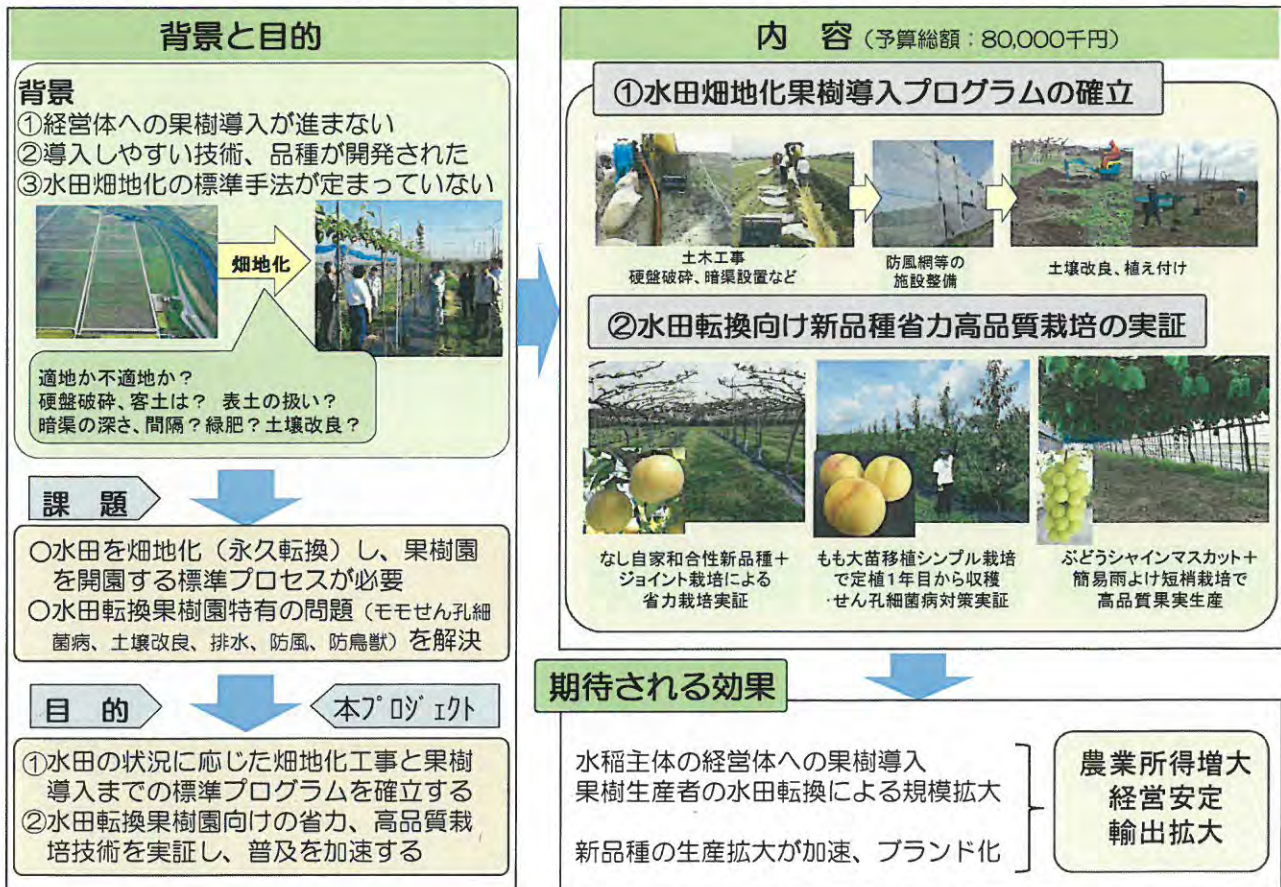 背景と目的
背景
①経営体への果樹導入が進まない
②導入しやすい技術、品種が開発された
③水田畑地化の標準手法が定まっていない
畑地化
適地か不適地か？
硬盤破砕、客土は？　表土の扱い？
暗渠の深さ、間隔？緑肥？土壌改良？
課　題
〇水田を畑地化（永久転換）し、果樹園
を開園する標準プロセスが必要
〇水田転換果樹園特有の問題（モモせん孔細
菌病、土壌改良、排水、防風、防鳥獣）を解決
目　的
本ﾌﾟﾛｼﾞｪｸﾄ
①水田の状況に応じた畑地化工事と果樹
導入までの標準プログラムを確立する
②水田転換果樹園向けの省力、高品質栽
培技術を実証し、普及を加速する
内　容（予算総額：80,000千円）
①水田畑地化果樹導入プログラムの確立
土木工事
硬盤破砕、暗渠設置など
防風網等の
施設整備
土壌改良、植え付け
②水田転換向け新品種省力高品質栽培の実証
なし自家和合性新品種＋
ジョイント栽培による
省力栽培実証
もも大苗移植シンプル栽培
で定植1年目から収穫
・せん孔細菌病対策実証
ぶどうシャインマスカット＋
簡易雨よけ短梢栽培で
高品質果実生産
期待される効果
水稲主体の経営体への果樹導入
果樹生産者の水田転換による規模拡大
新品種の生産拡大が加速、ブランド化
農業所得増大
経営安定
輸出拡大